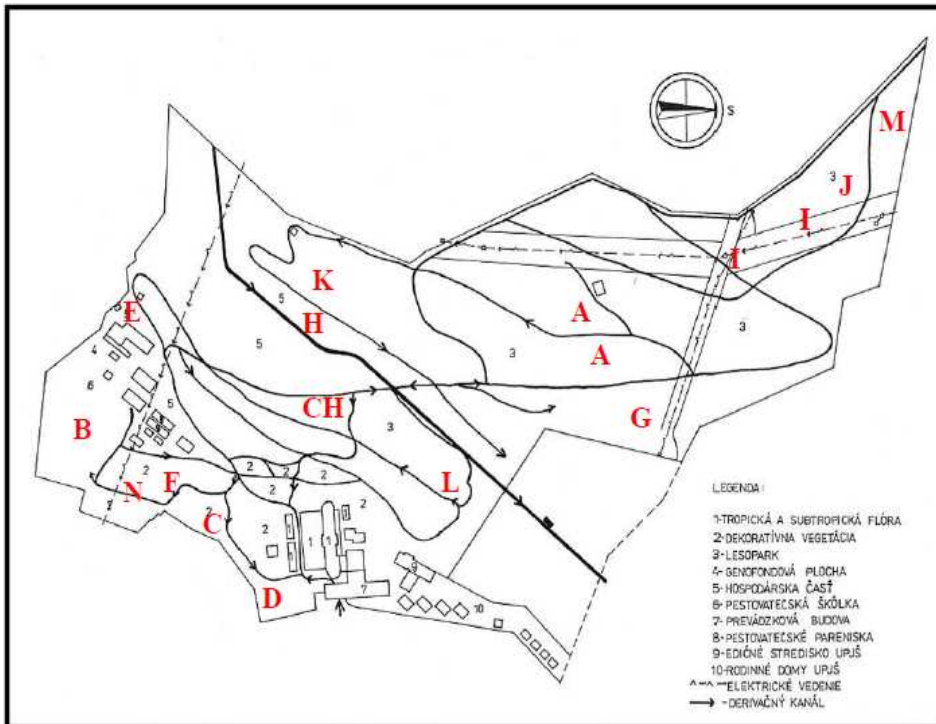 S
M
3
J
I
I
K
5
H
A
E
5
3
A
3
4
6
CH
3
G
B
5
2
2
2
2
L
N
F
C
2
2
2
1
1
D
7
9
10
LEGENDA:
1-TROPICKÁ A SUBTROPICKÁ FLÓRA
2-DEKORATÍVNA VEGETÁCIA
3-LESOPARK
4-GENOFONDOVÁ PLOCHA
5-HOSPODÁRSKA ČASŤ
6-PESTOVATEĽSKÁ ŠKÔLKA
7-PREVÁDZKOVÁ BUDOVA
8-PESTOVATEĽSKÉ PARENISKA
9-EDIČNÉ STREDISKO UPJŠ
10-RODINNÉ DOMY UPJŠ
-ELEKTRICKÉ VEDENIE
-DERIVAČNÝ KANÁL